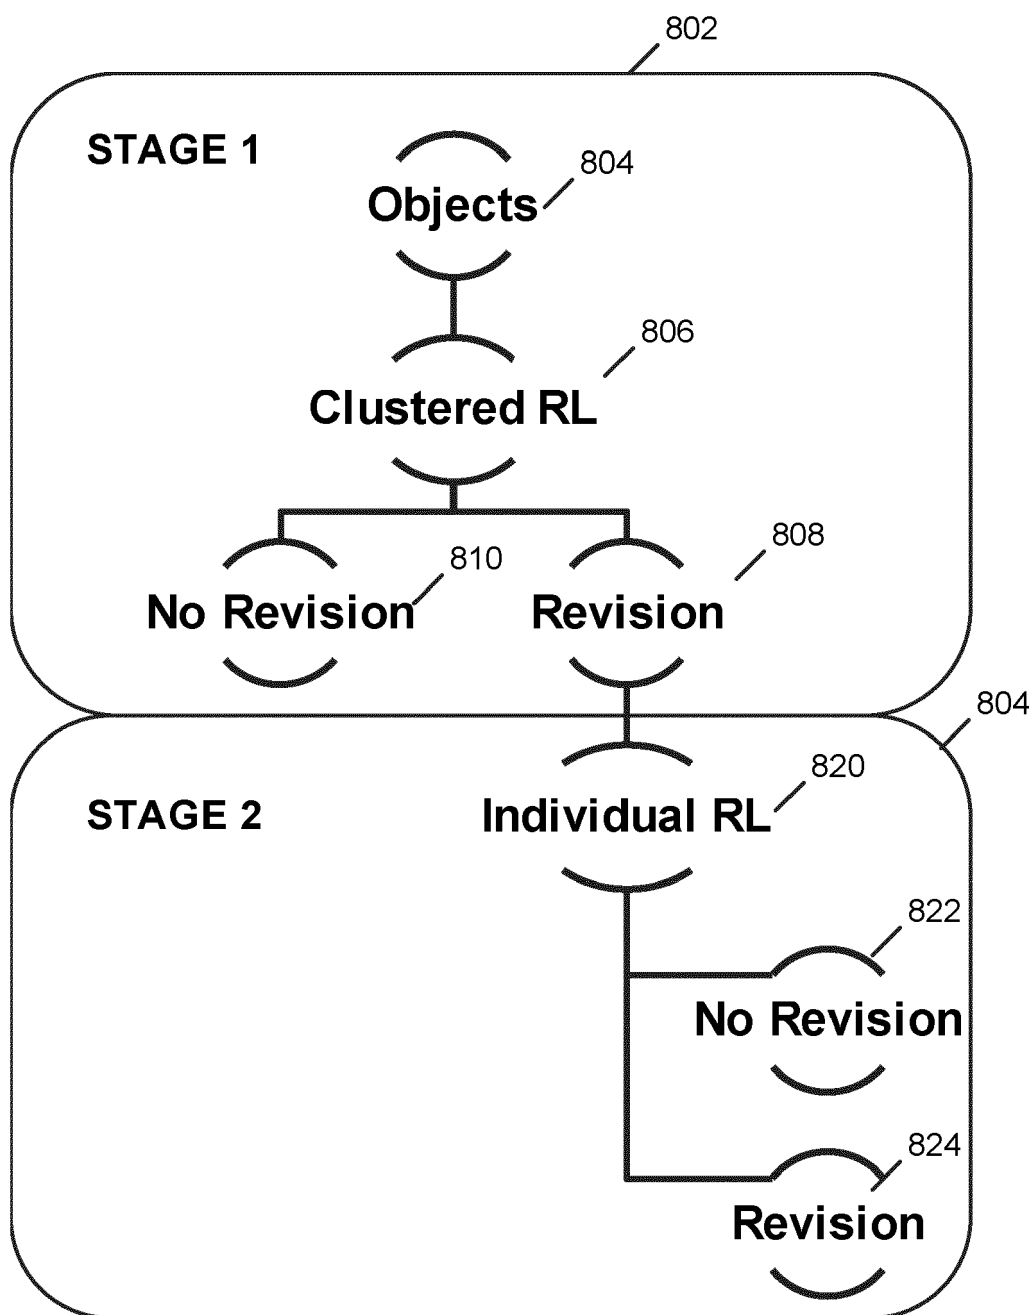 802
STAGE 1
804
Objects
806
Clustered RL
810
808
No Revision
Revision
804
820
STAGE 2
Individual RL
822
No Revision
824
Revision